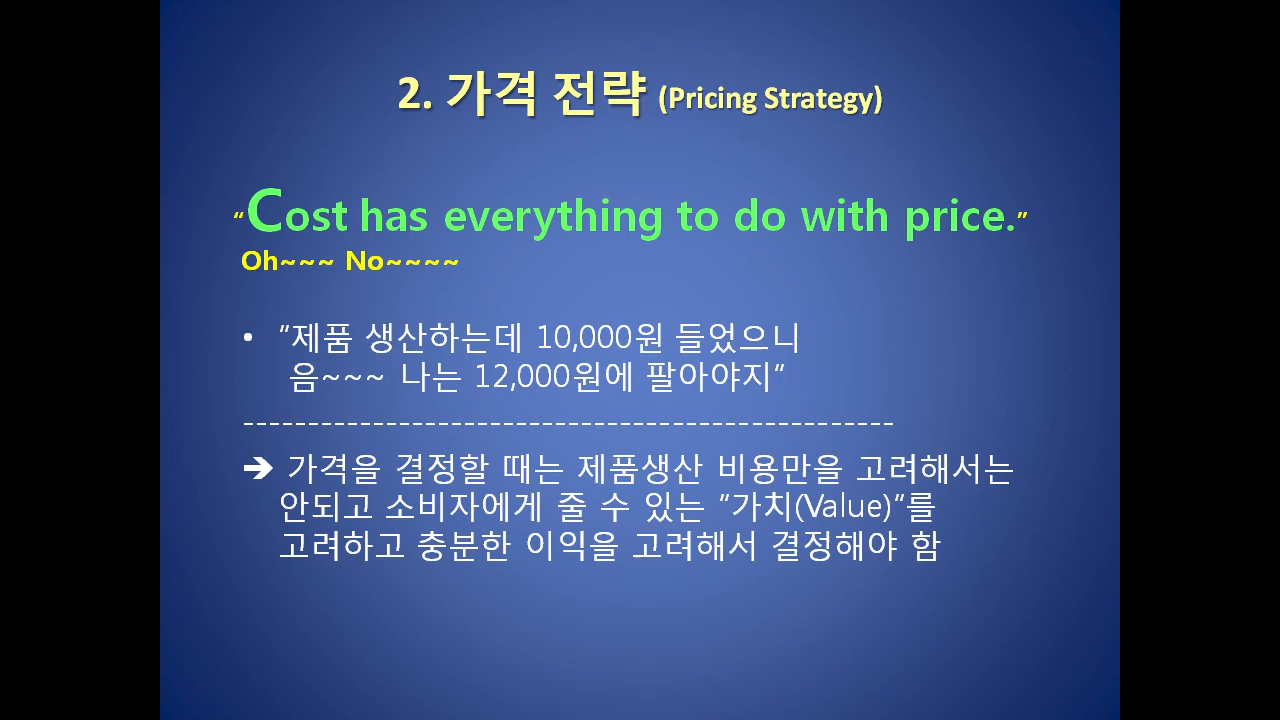 2. 가격 전략 (Pricing Strategy)
“Cost has everything to do with price.”
Oh~~~ No~~~~
• “제품 생산하는데 10,000원 들었으니
음~~~ 나는 12,000원에 팔아야지”
--------------------------------------------------
➔ 가격을 결정할 때는 제품생산 비용만을 고려해서는
안되고 소비자에게 줄 수 있는 “가치(Value)”를
고려하고 충분한 이익을 고려해서 결정해야 함